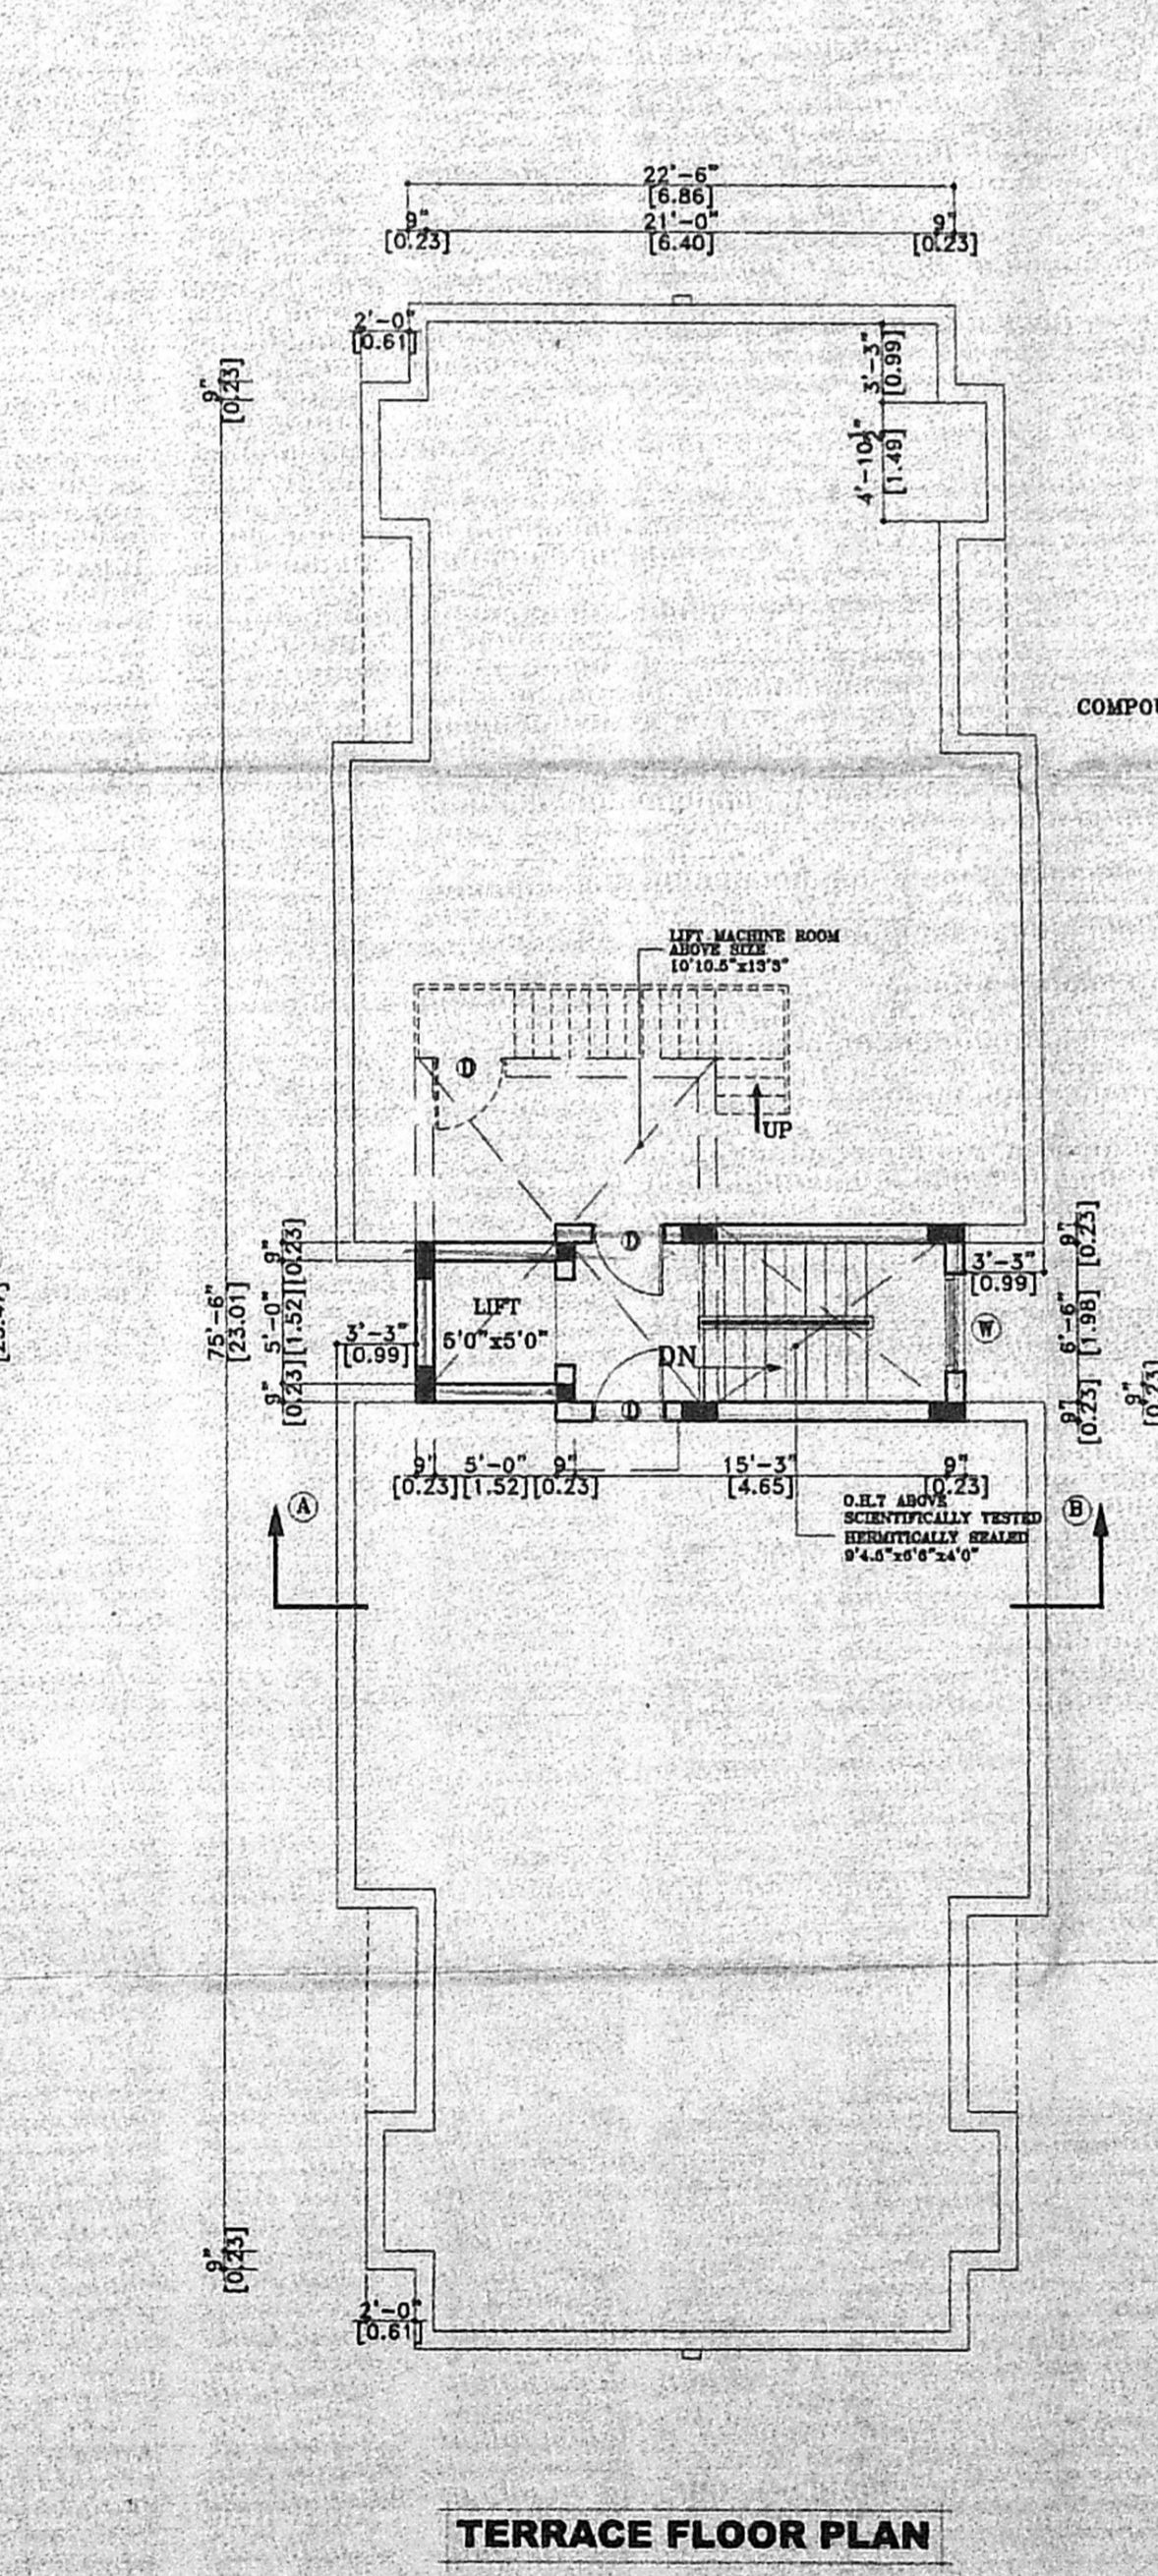 22'-6"
[6.86]
9"
21'-0"
9"
[0.23]
[6.40]
[0.23]
2'-0"
[0.61]
3'-3"
[0.99]
9"
[0.23]
4'-10½"
[1.49]
COMPOU
LIFT MACHINE ROOM
ABOVE SIZE
10'10.5"x13'3"
D
UP
D
9"
[0.23]
9"
[0.23]
3'-3"
[0.99]
LIFT
5'0"x5'0"
75'-6"
[23.01]
5'-0"
[1.52]
3'-3"
[0.99]
6'-6"
[1.98]
W
DN
9"
[0.23]
D
9"
[0.23]
9"
[0.23]
9"
5'-0"
9"
15'-3"
9"
[0.23]
[1.52]
[0.23]
[4.65]
[0.23]
A
O.H.T ABOVE
B
SCIENTIFICALLY TESTED
HERMITICALLY SEALED
9"
[0.23]
2'-0"
[0.61]
TERRACE FLOOR PLAN